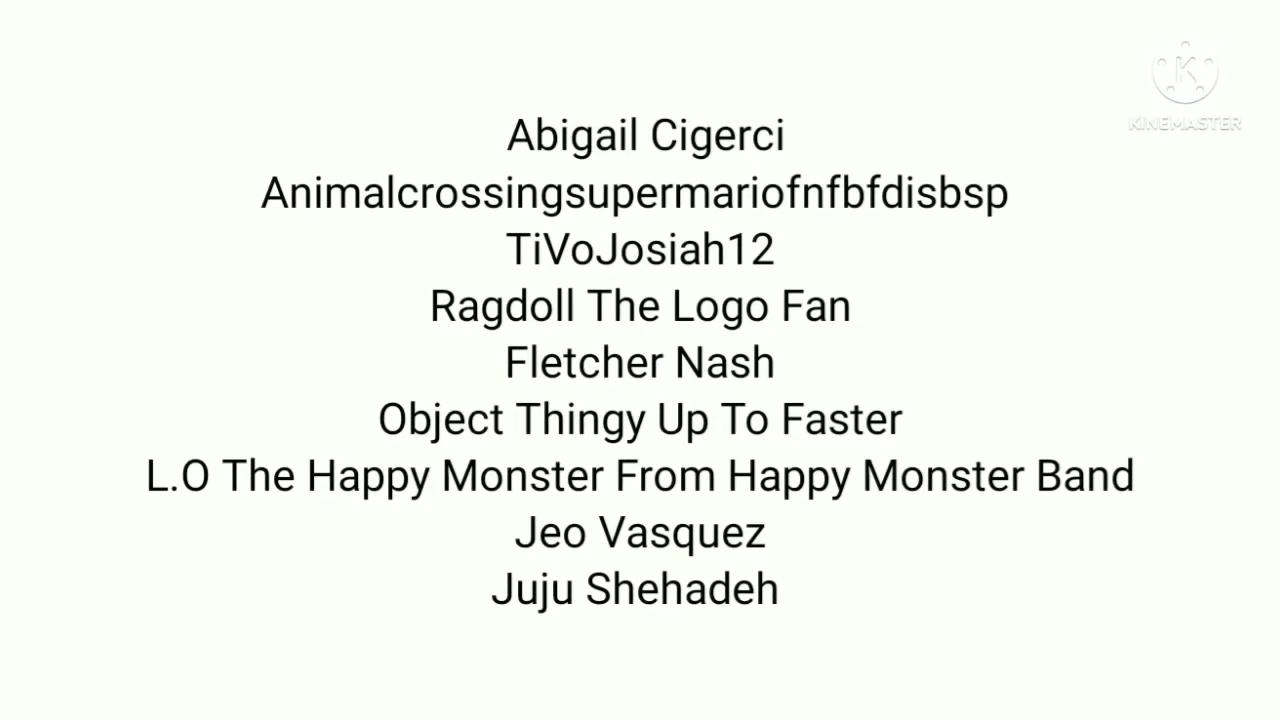 KINEMASTER
Abigail Cigerci
Animalcrossingsupermariofnfbfdisbsp
TiVoJosiah12
Ragdoll The Logo Fan
Fletcher Nash
Object Thingy Up To Faster
L.O The Happy Monster From Happy Monster Band
Jeo Vasquez
Juju Shehadeh